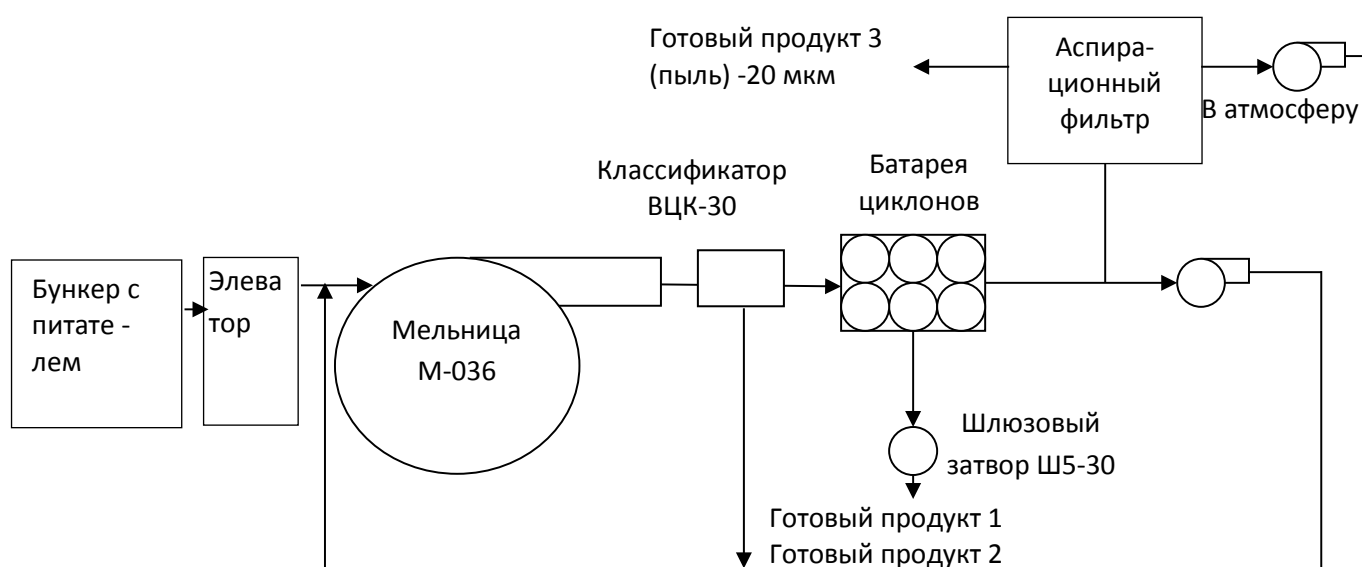 Готовый продукт 3
(пыль) -20 мкм
Аспира-
ционный
фильтр
В атмосферу
Классификатор
ВЦК-30
Батарея
циклонов
Бункер с
питате -
лем
Элева
тор
Мельница
М-036
Шлюзовый
затвор Ш5-30
Готовый продукт 1
Готовый продукт 2